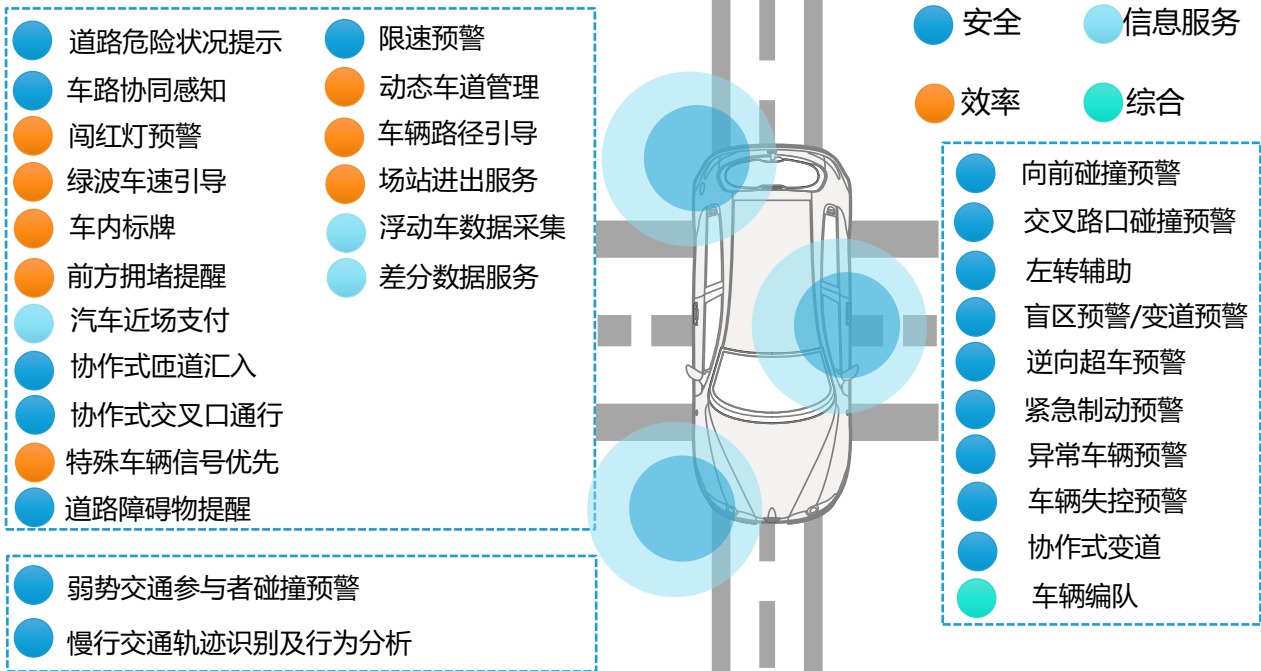 道路危险状况提示
车路协同感知
闯红灯预警
绿波车速引导
车内标牌
前方拥堵提醒
汽车近场支付
协作式匝道汇入
协作式交叉口通行
特殊车辆信号优先
道路障碍物提醒
限速预警
动态车道管理
车辆路径引导
场站进出服务
浮动车数据采集
差分数据服务
弱势交通参与者碰撞预警
慢行交通轨迹识别及行为分析
安全
信息服务
效率
综合
向前碰撞预警
交叉路口碰撞预警
左转辅助
盲区预警/变道预警
逆向超车预警
紧急制动预警
异常车辆预警
车辆失控预警
协作式变道
车辆编队